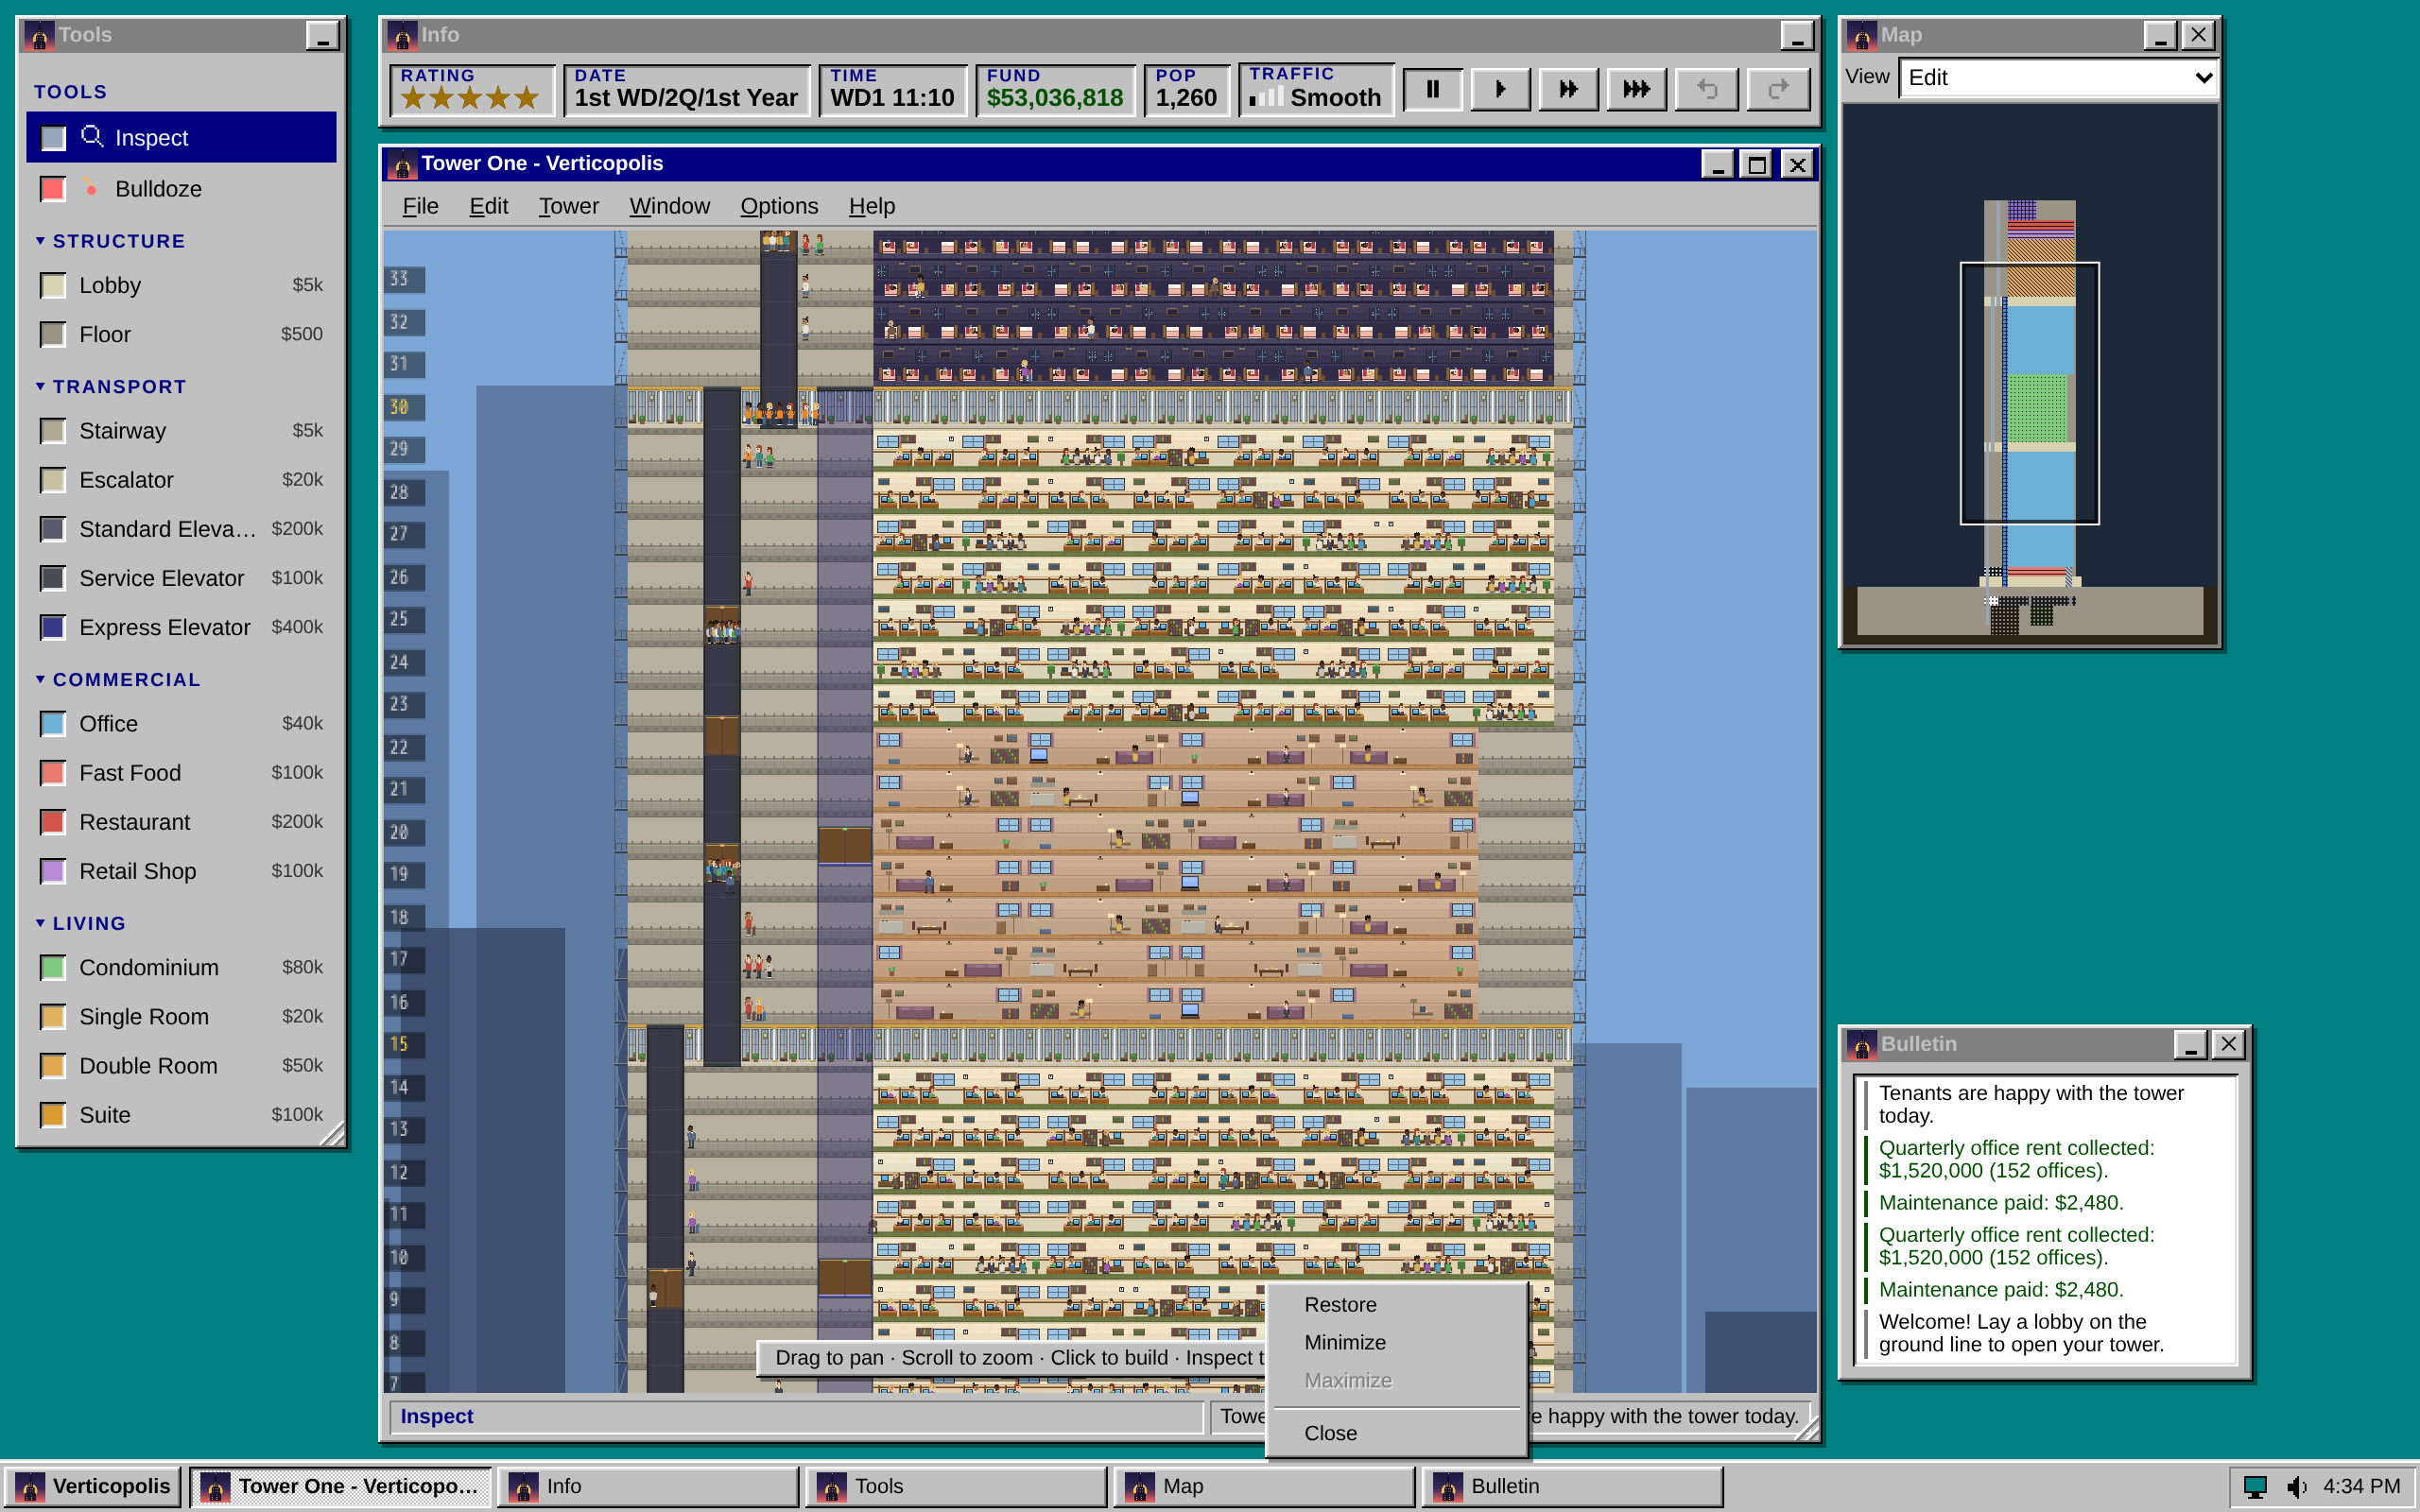 Tools
TOOLS
Inspect
Bulldoze
STRUCTURE
Lobby $5k
Floor $500
TRANSPORT
Stairway $5k
Escalator $20k
Standard Eleva… $200k
Service Elevator $100k
Express Elevator $400k
COMMERCIAL
Office $40k
Fast Food $100k
Restaurant $200k
Retail Shop $100k
LIVING
Condominium $80k
Single Room $20k
Double Room $50k
Suite $100k
Info
RATING
DATE
1st WD/2Q/1st Year
TIME
WD1 11:10
FUND
$53,036,818
POP
1,260
TRAFFIC
Smooth
Tower One - Verticopolis
File Edit Tower Window Options Help
33
32
31
30
29
28
27
26
25
24
23
22
21
20
19
18
17
16
15
14
13
12
11
10
9
8
7
Drag to pan · Scroll to zoom · Click to build · Inspect t
Restore
Minimize
Maximize
Close
Inspect
Towe
e happy with the tower today.
Map
View Edit
Bulletin
Tenants are happy with the tower
today.
Quarterly office rent collected:
$1,520,000 (152 offices).
Maintenance paid: $2,480.
Quarterly office rent collected:
$1,520,000 (152 offices).
Maintenance paid: $2,480.
Welcome! Lay a lobby on the
ground line to open your tower.
Verticopolis
Tower One - Verticopo…
Info
Tools
Map
Bulletin
4:34 PM